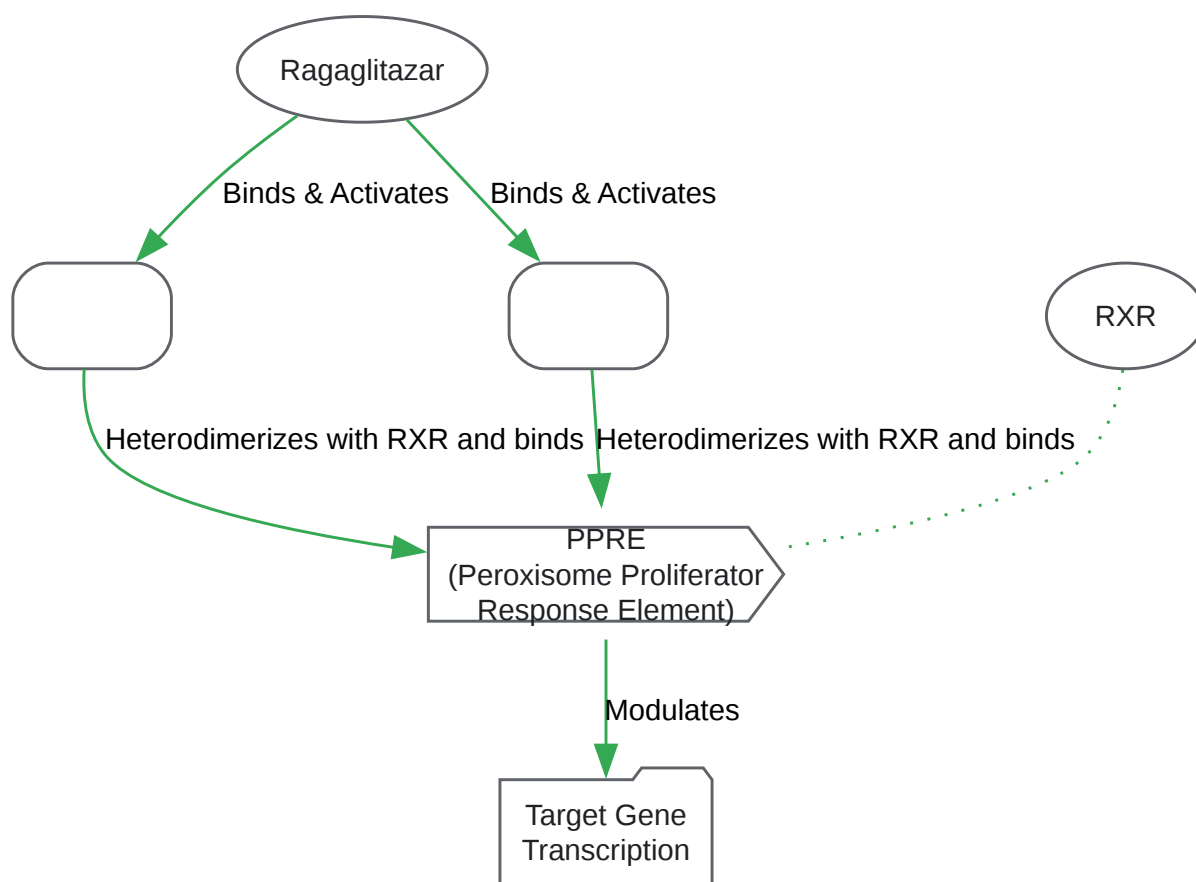 Ragaglitazar
Binds & Activates
Binds & Activates
RXR
Heterodimerizes with RXR and binds
Heterodimerizes with RXR and binds
PPRE
(Peroxisome Proliferator
Response Element)
Modulates
Target Gene
Transcription